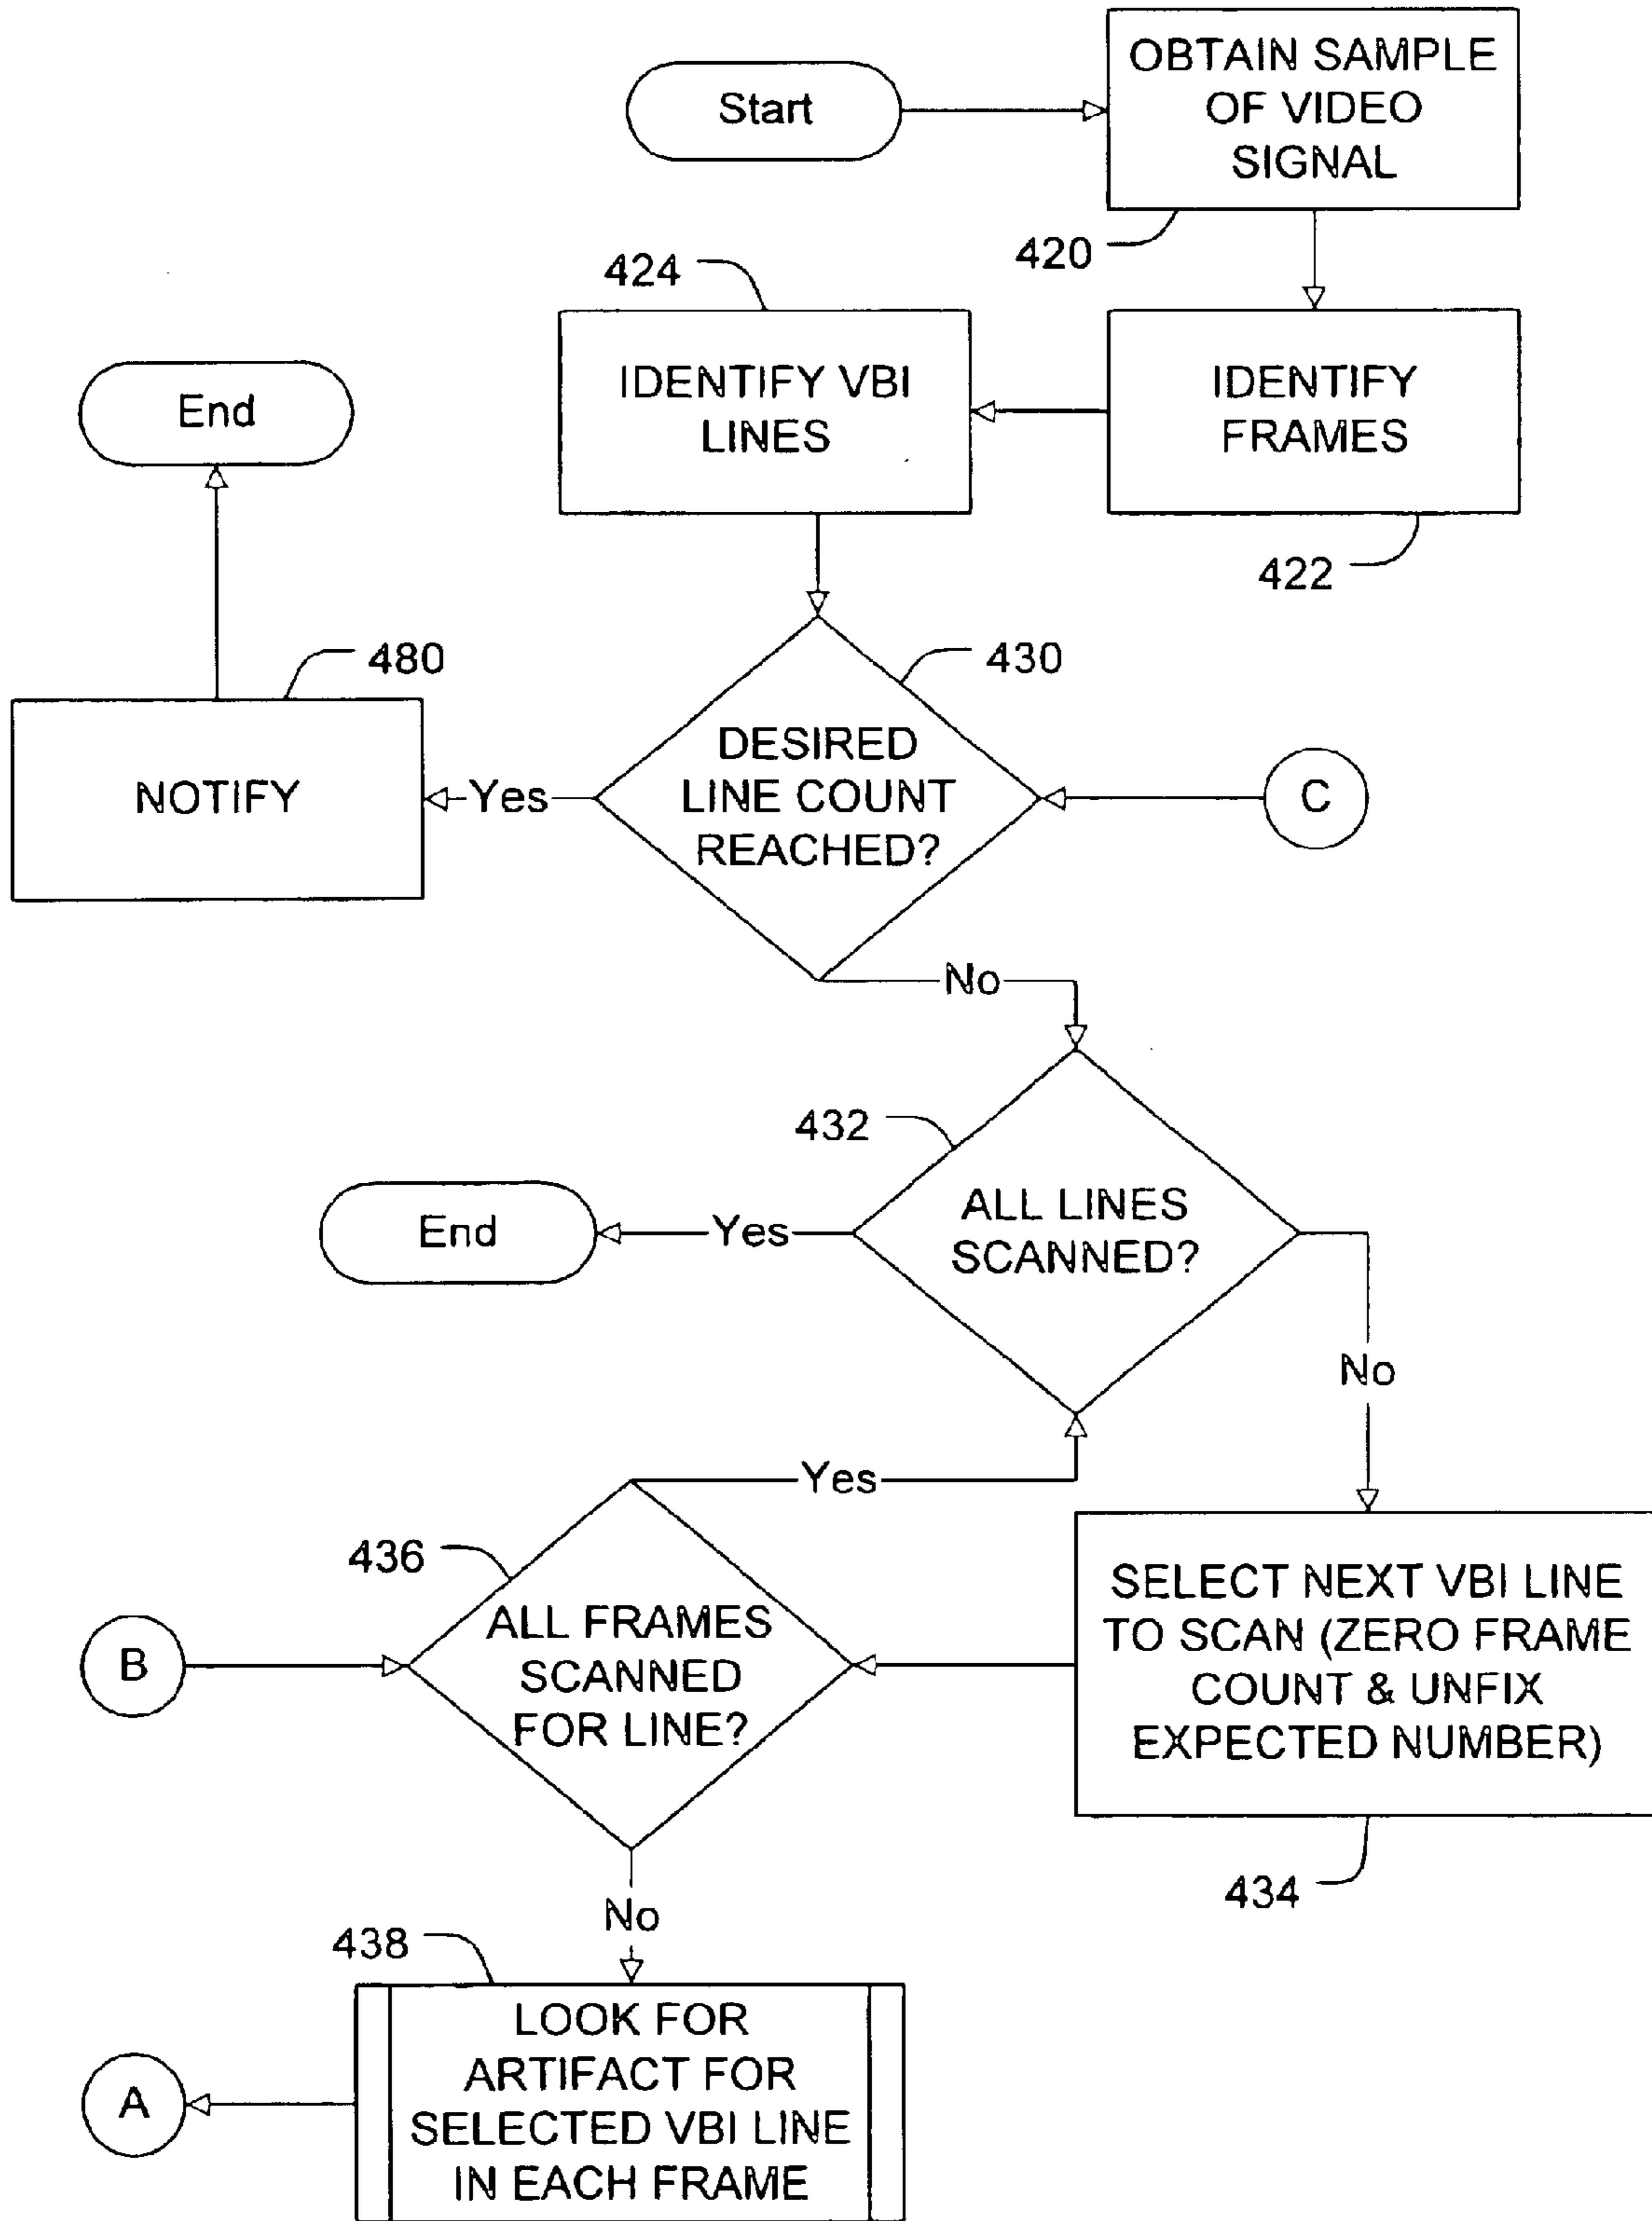 Start
OBTAIN SAMPLE
OF VIDEO
SIGNAL
420
424
IDENTIFY VBI
LINES
IDENTIFY
FRAMES
422
End
480
NOTIFY
Yes
430
DESIRED
LINE COUNT
REACHED?
C
No
432
ALL LINES
SCANNED?
Yes
End
No
Yes
436
ALL FRAMES
SCANNED
FOR LINE?
B
SELECT NEXT VBI LINE
TO SCAN (ZERO FRAME
COUNT & UNFIX
EXPECTED NUMBER)
434
No
438
LOOK FOR
ARTIFACT FOR
SELECTED VBI LINE
IN EACH FRAME
A